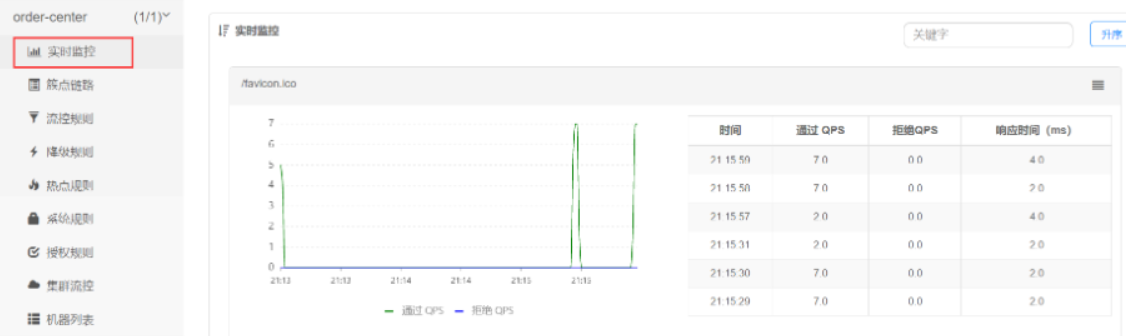 order-center (1/1)
实时监控
簇点链路
流控规则
降级规则
热点规则
系统规则
授权规则
集群流控
机器列表
实时监控
关键字
升序
/favicon.ico
7
6
5
4
3
2
1
0
21:13 21:13 21:14 21:14 21:15 21:15
通过 QPS 拒绝 QPS
时间 通过 QPS 拒绝QPS 响应时间 (ms)
21:15:59 7.0 0.0 4.0
21:15:58 7.0 0.0 2.0
21:15:57 2.0 0.0 4.0
21:15:31 2.0 0.0 2.0
21:15:30 7.0 0.0 2.0
21:15:29 7.0 0.0 2.0